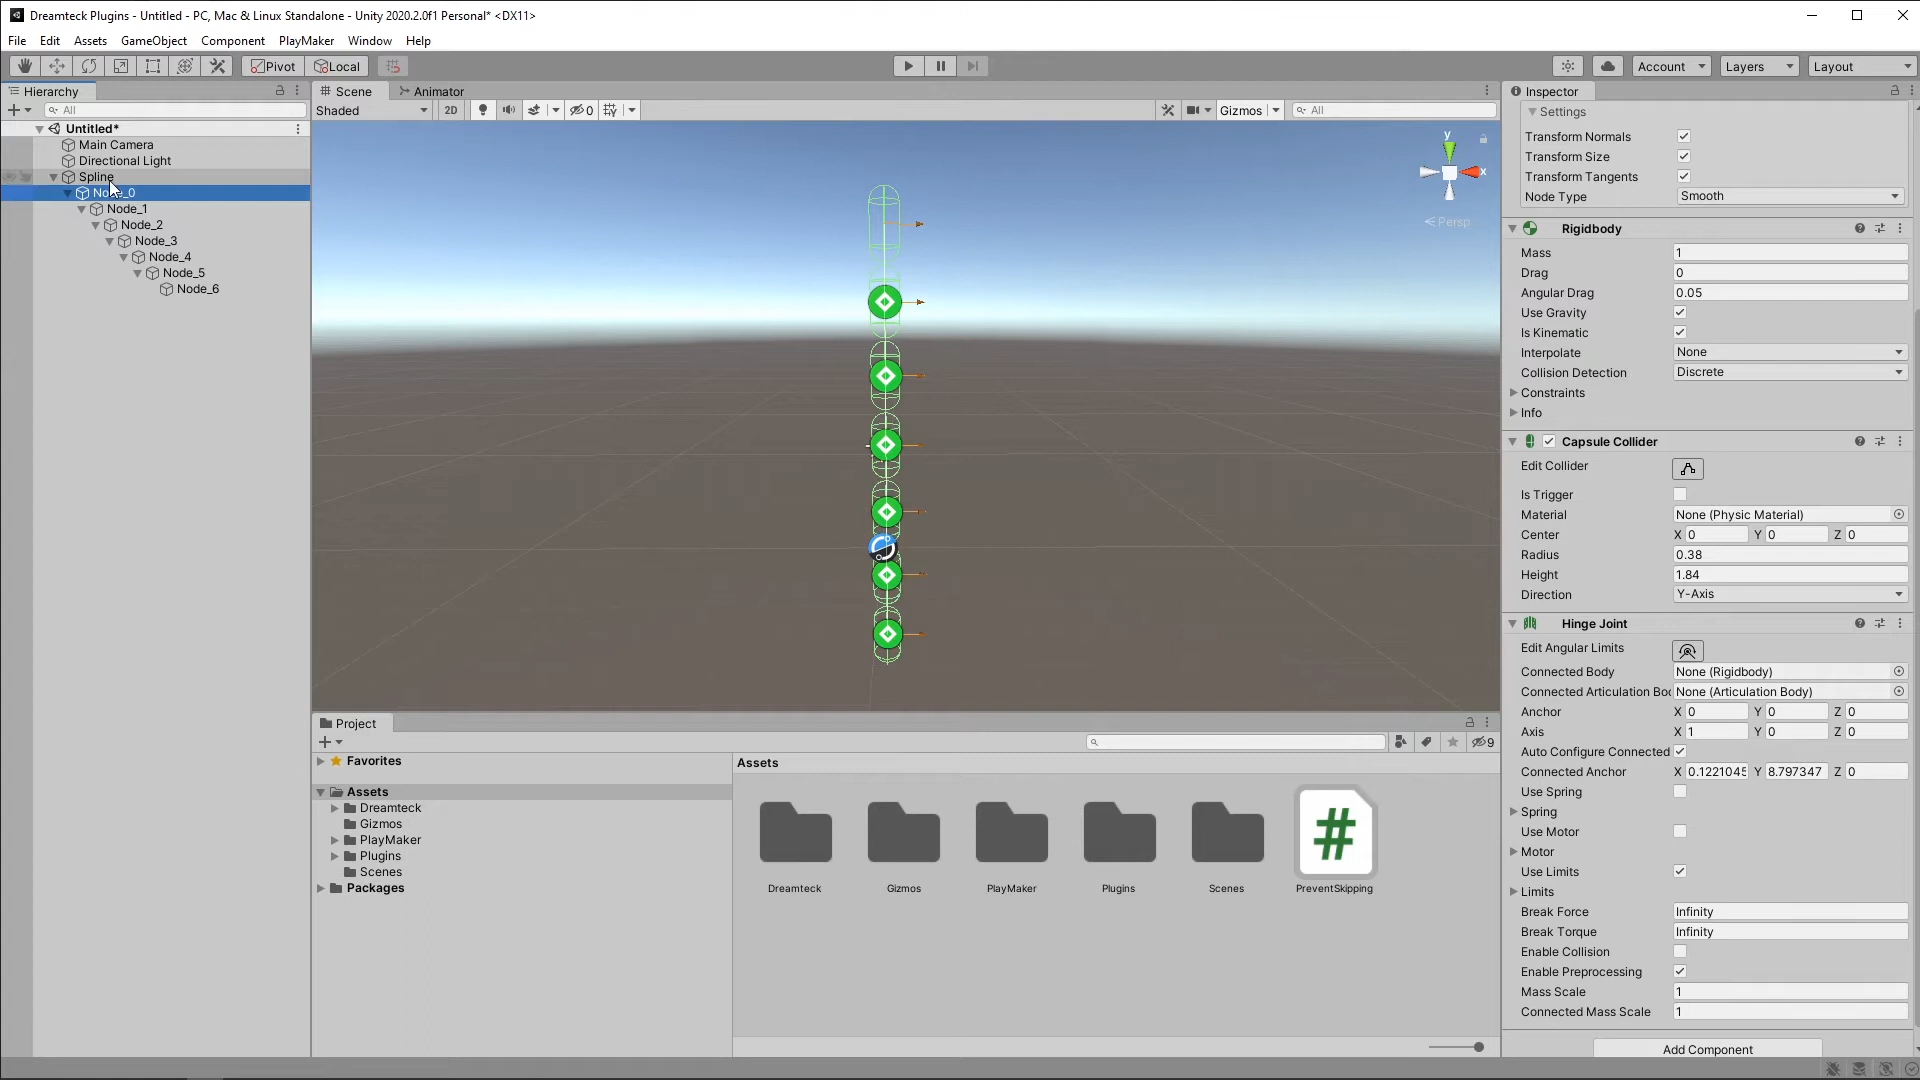 Dreamteck Plugins - Untitled - PC, Mac & Linux Standalone - Unity 2020.2.0f1 Personal* <DX11>
File Edit Assets GameObject Component PlayMaker Window Help
Pivot Local Account Layers Layout
Hierarchy
All
Untitled*
Main Camera
Directional Light
Spline
Node_0
Node_1
Node_2
Node_3
Node_4
Node_5
Node_6
Scene Animator
Shaded 2D 0 Gizmos All
y
x
Persp
Project
9
Favorites
Assets
Dreamteck
Gizmos
PlayMaker
Plugins
Scenes
Packages
Assets
Dreamteck Gizmos PlayMaker Plugins Scenes PreventSkipping
Inspector
Settings
Transform Normals
Transform Size
Transform Tangents
Node Type Smooth
Rigidbody
Mass 1
Drag 0
Angular Drag 0.05
Use Gravity
Is Kinematic
Interpolate None
Collision Detection Discrete
Constraints
Info
Capsule Collider
Edit Collider
Is Trigger
Material None (Physic Material)
Center X 0 Y 0 Z 0
Radius 0.38
Height 1.84
Direction Y-Axis
Hinge Joint
Edit Angular Limits
Connected Body None (Rigidbody)
Connected Articulation Boc None (Articulation Body)
Anchor X 0 Y 0 Z 0
Axis X 1 Y 0 Z 0
Auto Configure Connected
Connected Anchor X 0.1221045 Y 8.797347 Z 0
Use Spring
Spring
Use Motor
Motor
Use Limits
Limits
Break Force Infinity
Break Torque Infinity
Enable Collision
Enable Preprocessing
Mass Scale 1
Connected Mass Scale 1
Add Component